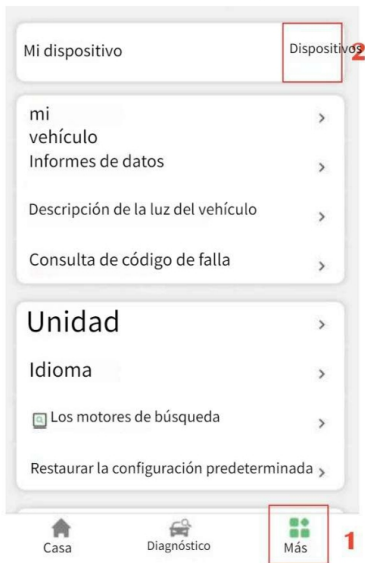 Mi dispositivo Dispositivos 2
mi
vehículo
Informes de datos
Descripción de la luz del vehículo
Consulta de código de falla
Unidad
Idioma
Los motores de búsqueda
Restaurar la configuración predeterminada
Casa Diagnóstico Más 1